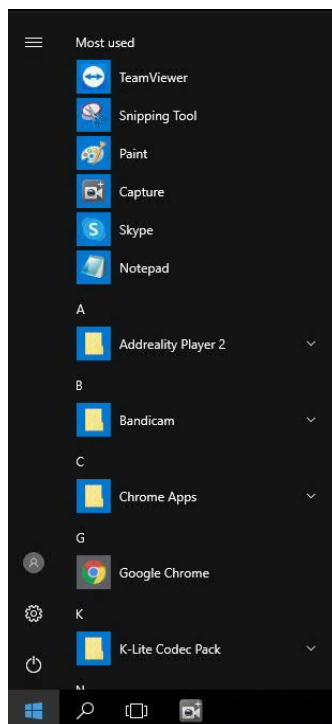 Most used
TeamViewer
Snipping Tool
Paint
Capture
Skype
Notepad
A
Addreality Player 2
B
Bandicam
C
Chrome Apps
G
Google Chrome
K
K-Lite Codec Pack
N